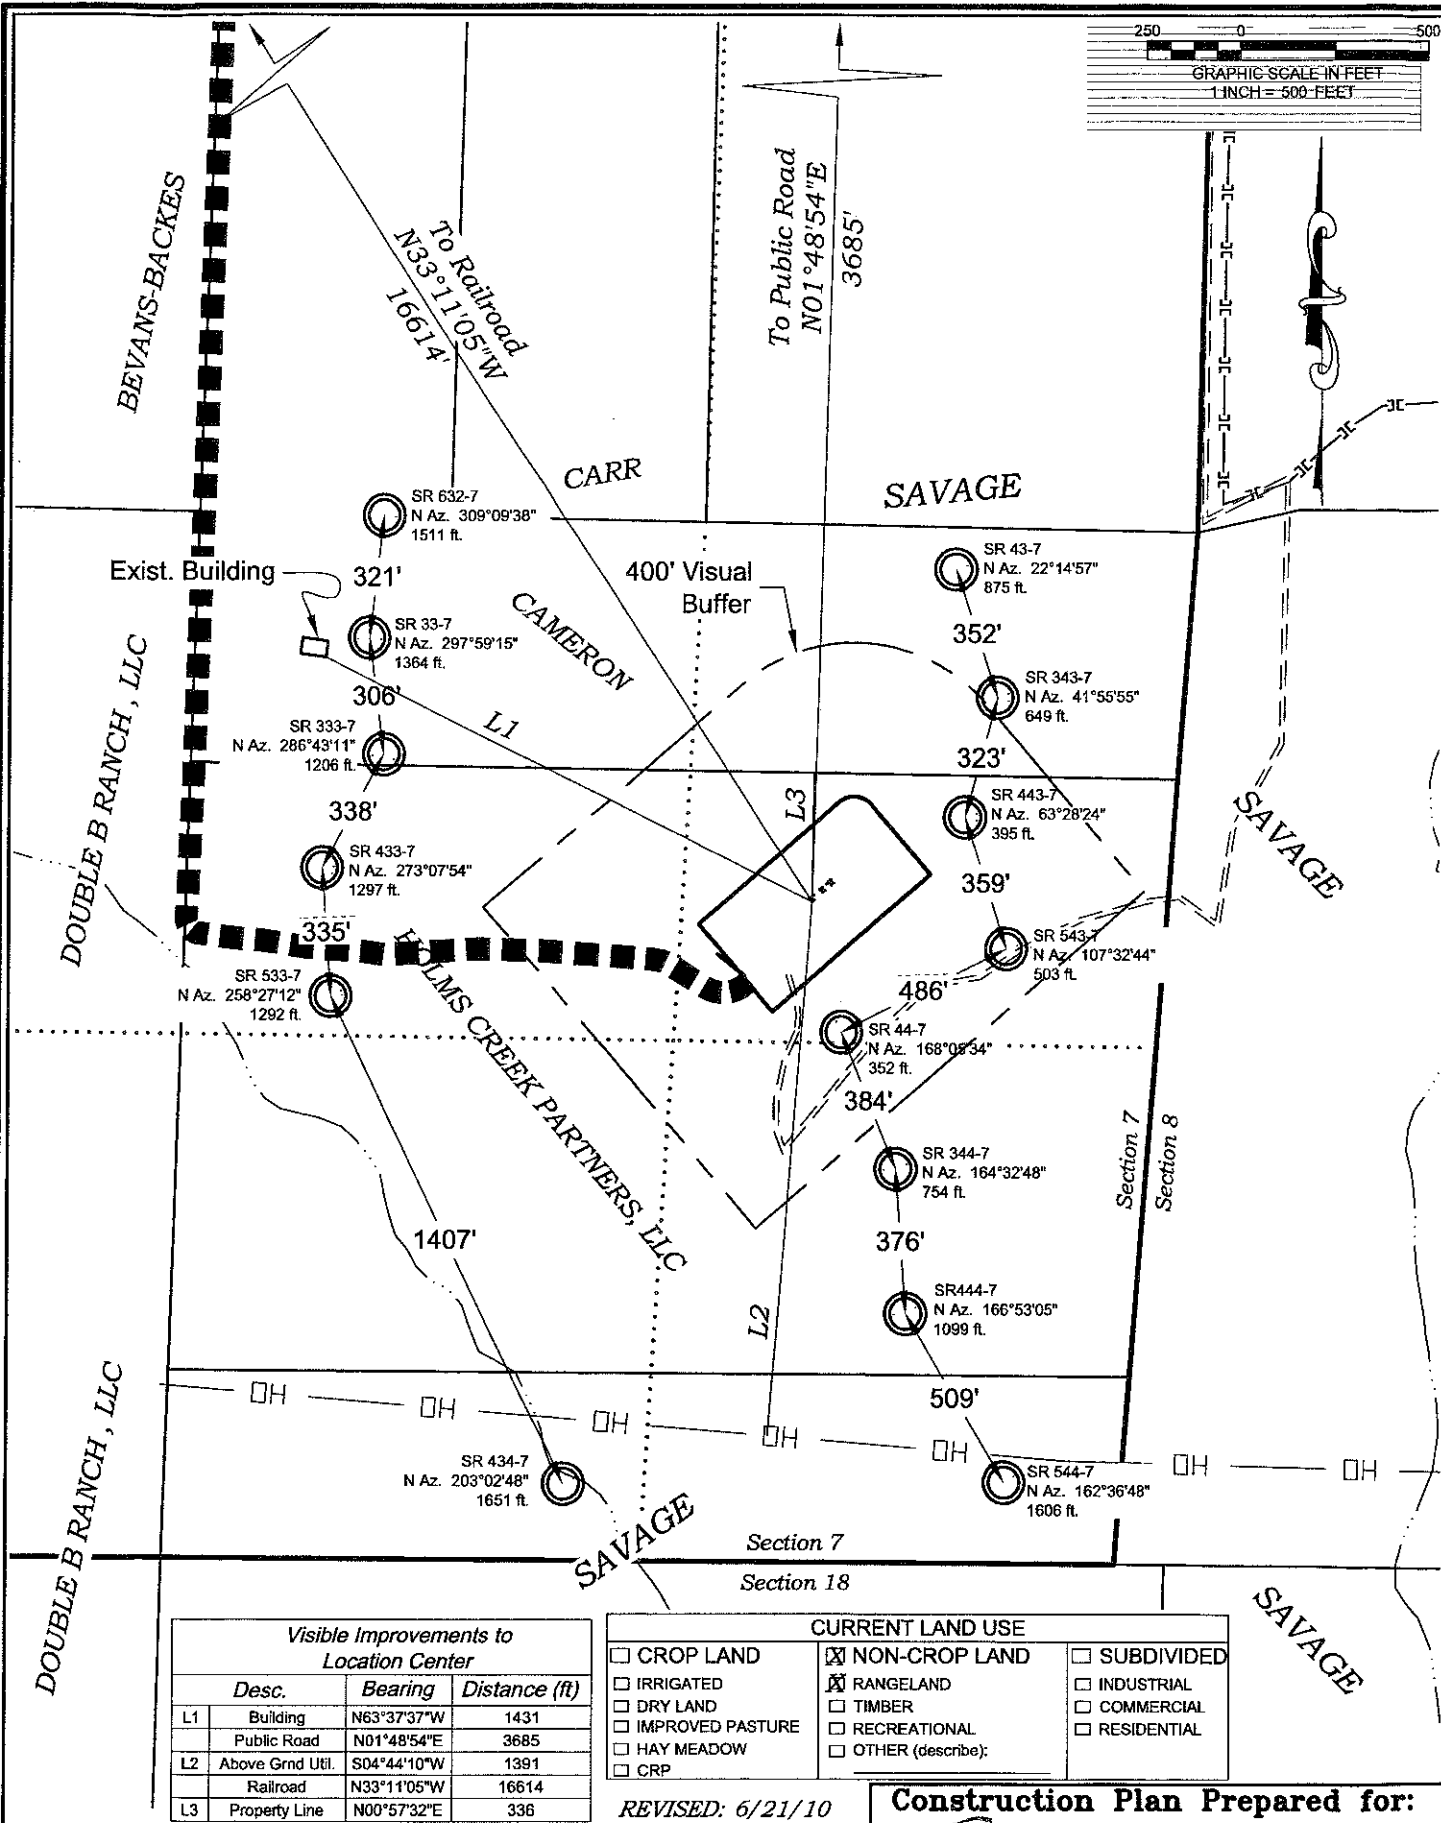 250 0 500
GRAPHIC SCALE IN FEET
1 INCH = 500 FEET
BEVANS-BACKES
To Railroad
N33°11'05"W
16614'
To Public Road
N01°48'54"E
3685'
CARR
SAVAGE
SR 632-7
N Az. 309°09'38"
1511 ft.
Exist. Building
321'
400' Visual
Buffer
SR 43-7
N Az. 22°14'57"
875 ft.
SR 33-7
N Az. 297°59'15"
1364 ft.
CAMERON
352'
306'
SR 343-7
N Az. 41°55'55"
649 ft.
L1
SR 333-7
N Az. 286°43'11"
1206 ft.
323'
DOUBLE B RANCH, LLC
338'
L3
SR 443-7
N Az. 63°28'24"
395 ft.
SAVAGE
SR 433-7
N Az. 273°07'54"
1297 ft.
359'
335'
SR 543-7
N Az. 107°32'44"
503 ft.
SR 533-7
N Az. 258°27'12"
1292 ft.
HOLMS CREEK PARTNERS, LLC
486'
SR 44-7
352 ft.
384'
SR 344-7
N Az. 164°32'48"
754 ft.
Section 7
Section 8
1407'
376'
SR444-7
N Az. 166°53'05"
1099 ft.
L2
509'
OH OH OH OH OH OH OH
DOUBLE B RANCH, LLC
SR 434-7
N Az. 203°02'48"
1651 ft.
SR 544-7
N Az. 162°36'48"
1606 ft.
SAVAGE
Section 7
Section 18
SAVAGE
Visible Improvements to
Location Center
Desc. Bearing Distance (ft)
L1 Building N63°37'37"W 1431
Public Road N01°48'54"E 3685
L2 Above Grnd Util. S04°44'10"W 1391
Railroad N33°11'05"W 16614
L3 Property Line N00°57'32"E 336
CURRENT LAND USE
☐ CROP LAND
☐ IRRIGATED
☐ DRY LAND
☐ IMPROVED PASTURE
☐ HAY MEADOW
☐ CRP
☒ NON-CROP LAND
☒ RANGELAND
☐ TIMBER
☐ RECREATIONAL
☐ OTHER (describe):
☐ SUBDIVIDED
☐ INDUSTRIAL
☐ COMMERCIAL
☐ RESIDENTIAL
REVISED: 6/21/10
Construction Plan Prepared for: